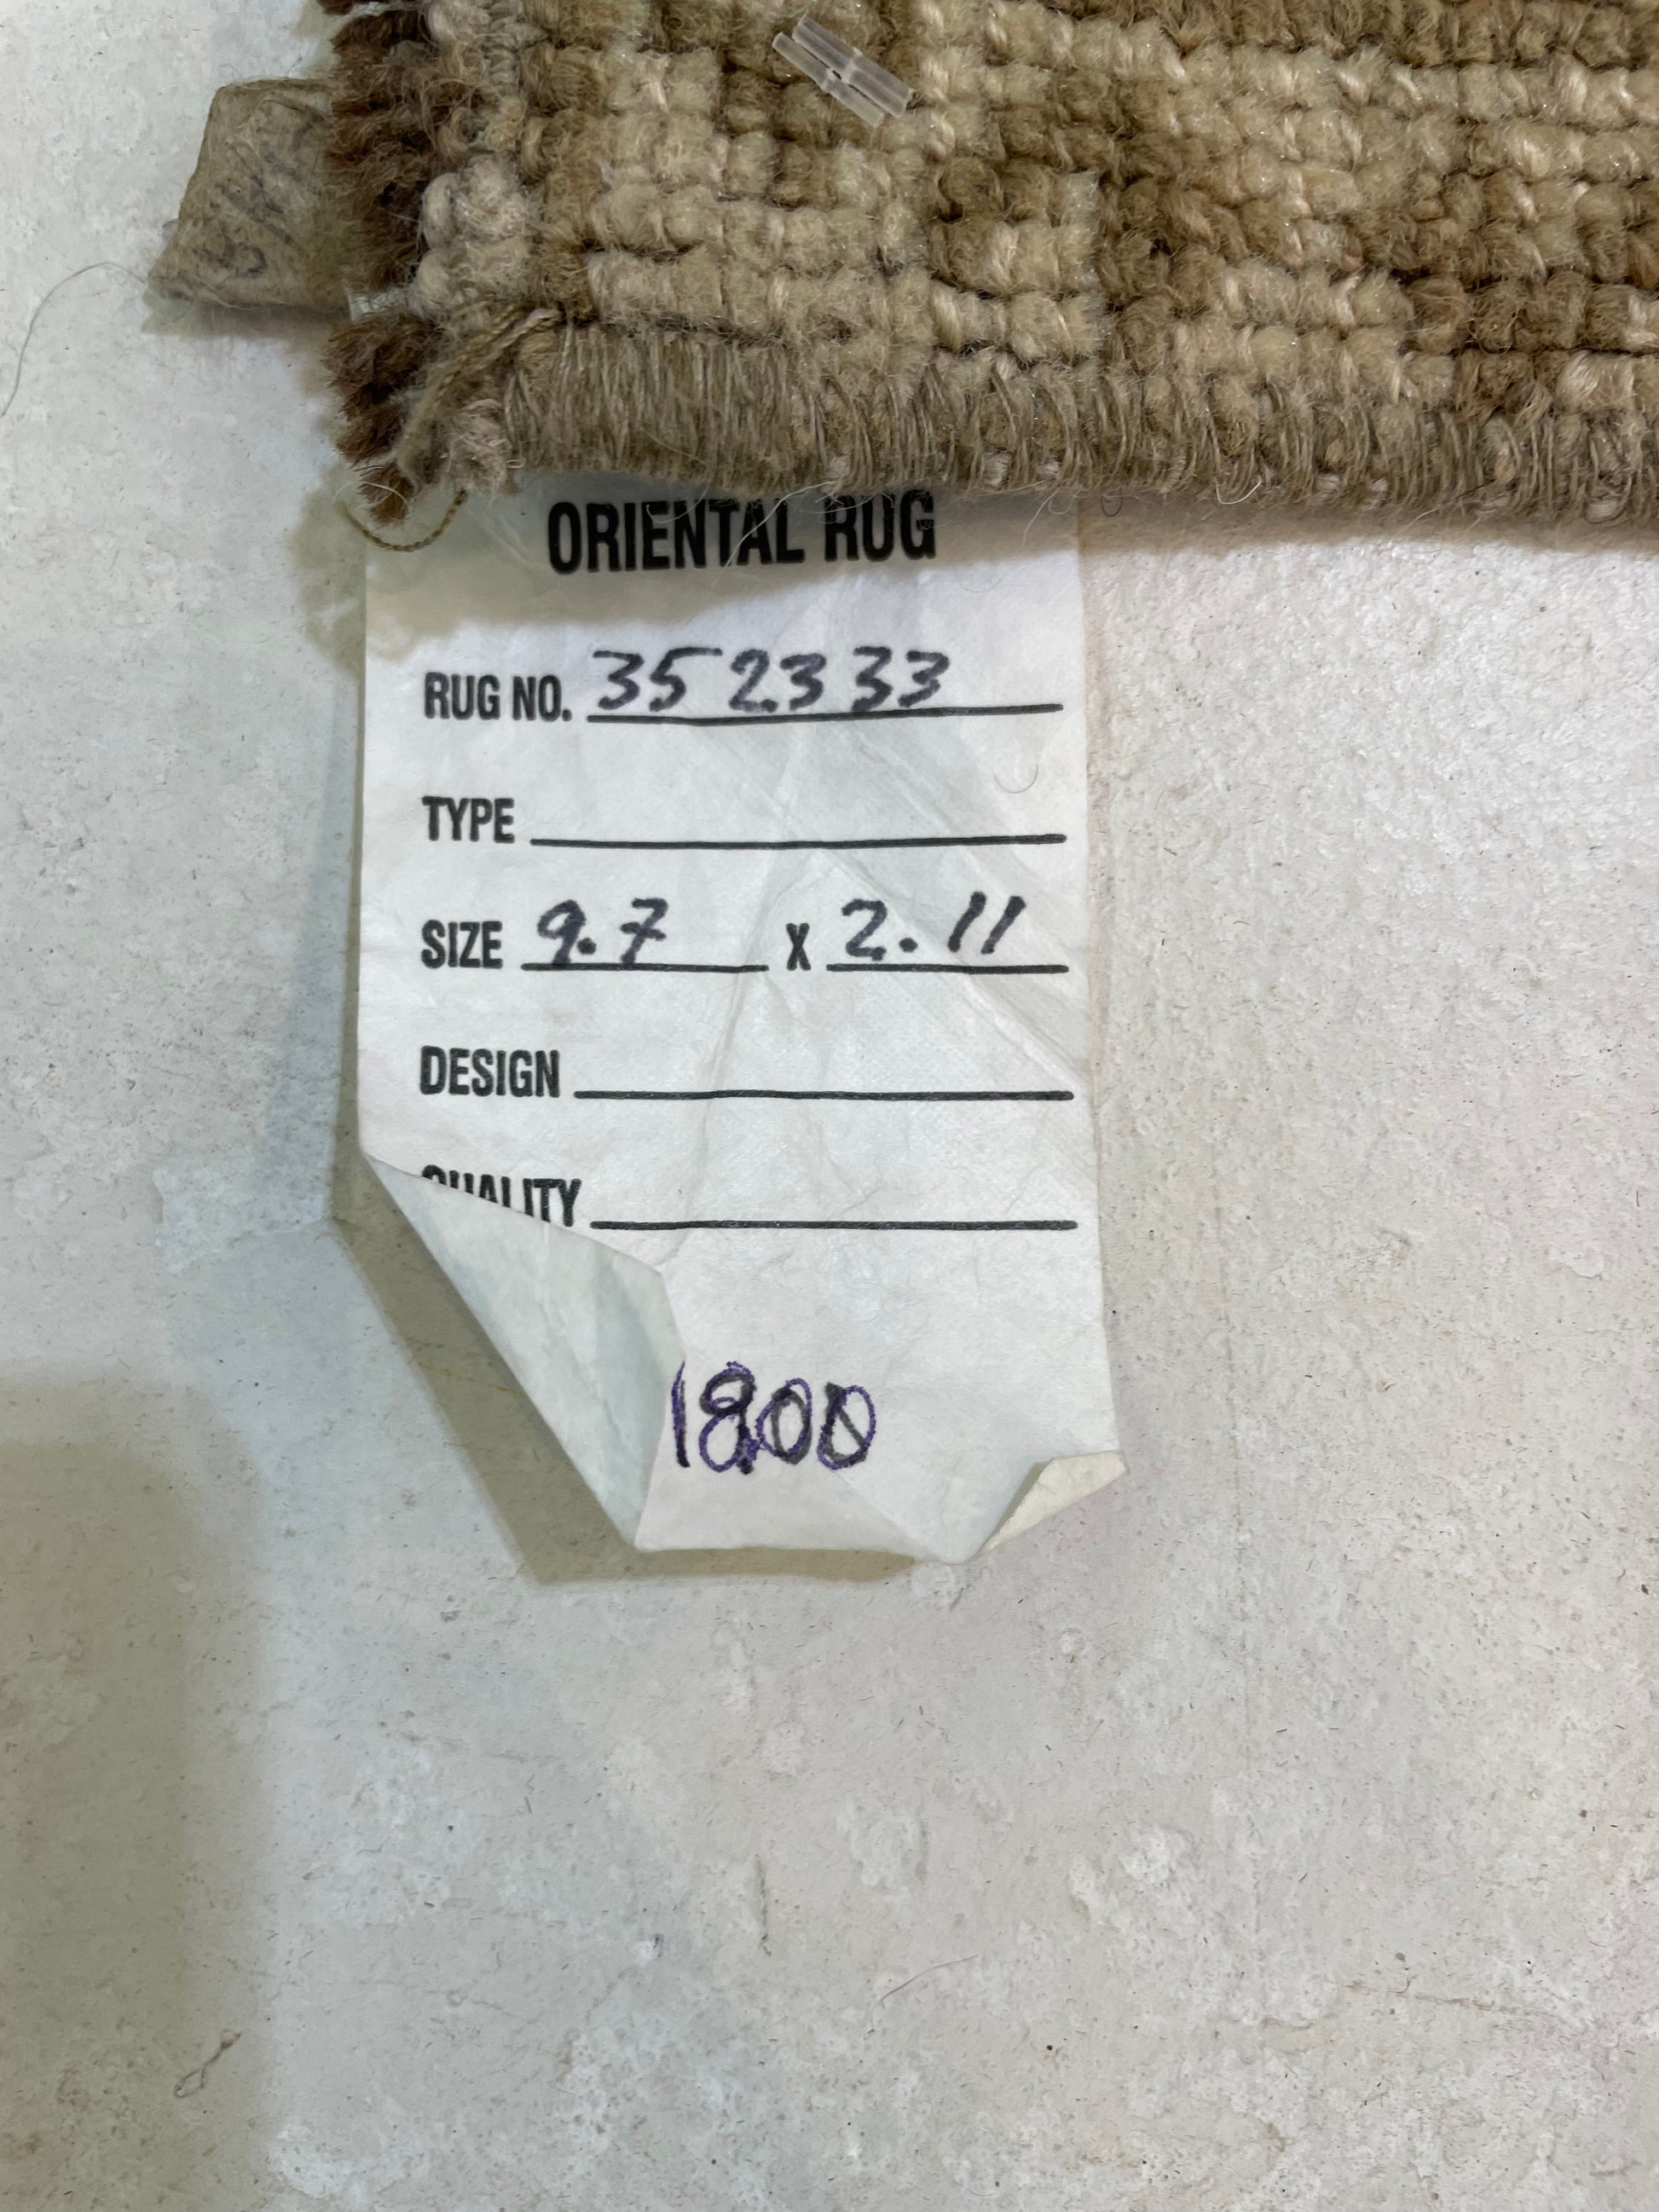 ORIENTAL RUG
RUG NO. 352333
TYPE
SIZE 9.7 X 2.11
DESIGN
QUALITY
1800